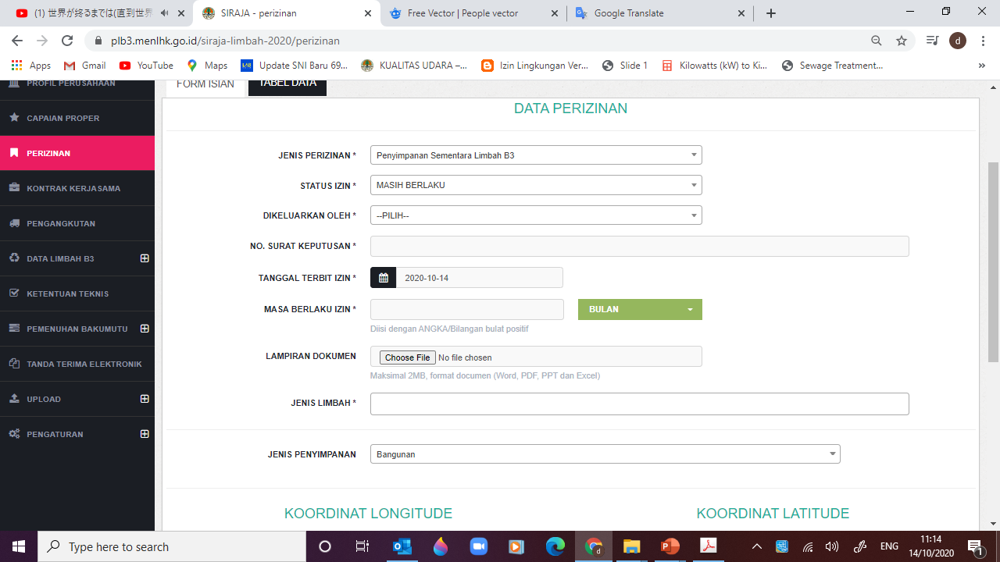 (1) 世界が終るまでは(直到世界
SIRAJA - perizinan
Free Vector | People vector
Google Translate
plb3.menlhk.go.id/siraja-limbah-2020/perizinan
d
Apps
Gmail
YouTube
Maps
Update SNI Baru 69...
KUALITAS UDARA –...
Izin Lingkungan Ver...
Slide 1
Kilowatts (kW) to Ki...
Sewage Treatment...
»
PROFIL PERUSAHAAN
CAPAIAN PROPER
PERIZINAN
KONTRAK KERJASAMA
PENGANGKUTAN
DATA LIMBAH B3
KETENTUAN TEKNIS
PEMENUHAN BAKUMUTU
TANDA TERIMA ELEKTRONIK
UPLOAD
PENGATURAN
FORM ISIAN
TABEL DATA
DATA PERIZINAN
JENIS PERIZINAN * Penyimpanan Sementara Limbah B3
STATUS IZIN * MASIH BERLAKU
DIKELUARKAN OLEH * --PILIH--
NO. SURAT KEPUTUSAN *
TANGGAL TERBIT IZIN * 2020-10-14
MASA BERLAKU IZIN * BULAN
Diisi dengan ANGKA/Bilangan bulat positif
LAMPIRAN DOKUMEN Choose File No file chosen
Maksimal 2MB, format documen (Word, PDF, PPT dan Excel)
JENIS LIMBAH *
JENIS PENYIMPANAN Bangunan
KOORDINAT LONGITUDE
KOORDINAT LATITUDE
Type here to search
ENG
11:14
14/10/2020
1